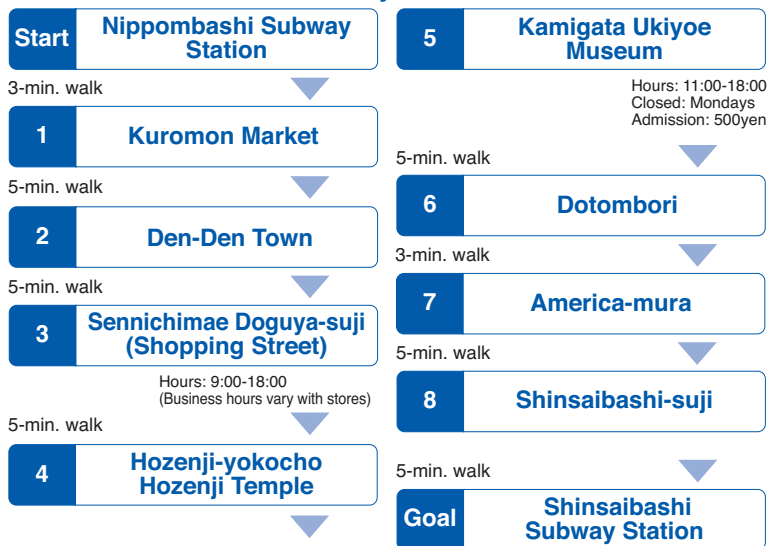 Start
Nippombashi Subway
Station
3-min. walk
1
Kuromon Market
5-min. walk
2
Den-Den Town
5-min. walk
3
Sennichimae Doguya-suji
(Shopping Street)
Hours: 9:00-18:00
(Business hours vary with stores)
5-min. walk
4
Hozenji-yokocho
Hozenji Temple
5
Kamigata Ukiyoe
Museum
Hours: 11:00-18:00
Closed: Mondays
Admission: 500yen
5-min. walk
6
Dotombori
3-min. walk
7
America-mura
5-min. walk
8
Shinsaibashi-suji
5-min. walk
Goal
Shinsaibashi
Subway Station